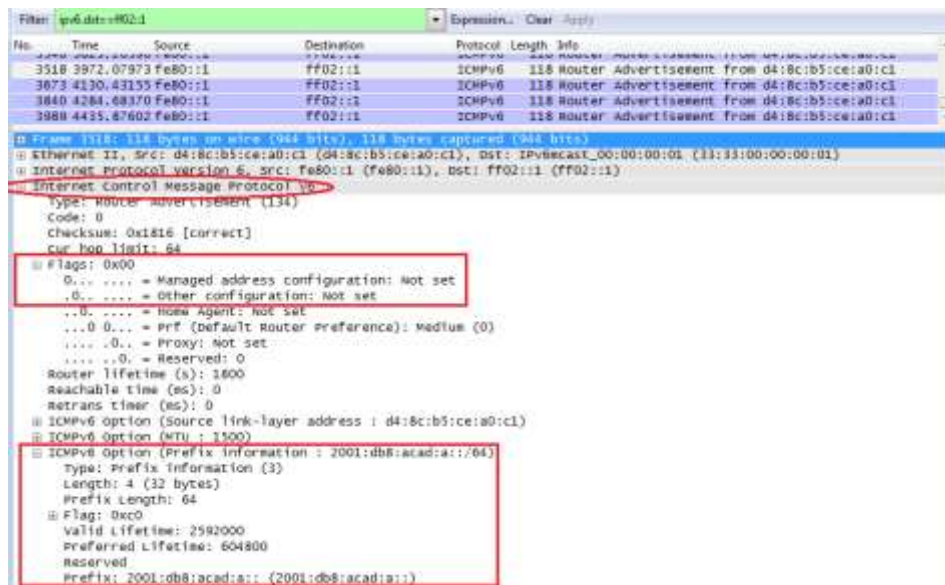 Filter: ipv6.dst==ff02::1 Expression... Clear Apply
No. Time Source Destination Protocol Length Info
3518 3972.07973 fe80::1 ff02::1 ICMPv6 118 Router Advertisement from d4:8c:b5:ce:a0:c1
3673 4130.43155 fe80::1 ff02::1 ICMPv6 118 Router Advertisement from d4:8c:b5:ce:a0:c1
3840 4284.68370 fe80::1 ff02::1 ICMPv6 118 Router Advertisement from d4:8c:b5:ce:a0:c1
3988 4435.87602 fe80::1 ff02::1 ICMPv6 118 Router Advertisement from d4:8c:b5:ce:a0:c1
Frame 3518: 118 bytes on wire (944 bits), 118 bytes captured (944 bits)
Ethernet II, Src: d4:8c:b5:ce:a0:c1 (d4:8c:b5:ce:a0:c1), Dst: IPv6mcast_00:00:00:01 (33:33:00:00:00:01)
Internet Protocol Version 6, Src: fe80::1 (fe80::1), Dst: ff02::1 (ff02::1)
Internet Control Message Protocol v6
Type: Router Advertisement (134)
Code: 0
Checksum: 0x1816 [correct]
Cur hop limit: 64
Flags: 0x00
0... .... = Managed address configuration: Not set
.0.. .... = Other configuration: Not set
..0. .... = Home Agent: Not set
...0 0... = Prf (Default Router Preference): Medium (0)
.... .0.. = Proxy: Not set
.... ..0. = Reserved: 0
Router lifetime (s): 1800
Reachable time (ms): 0
Retrans timer (ms): 0
ICMPv6 Option (Source link-layer address : d4:8c:b5:ce:a0:c1)
ICMPv6 Option (MTU : 1500)
ICMPv6 Option (Prefix information : 2001:db8:acad:a::/64)
Type: Prefix information (3)
Length: 4 (32 bytes)
Prefix Length: 64
Flag: 0xc0
Valid Lifetime: 2592000
Preferred Lifetime: 604800
Reserved
Prefix: 2001:db8:acad:a:: (2001:db8:acad:a::)